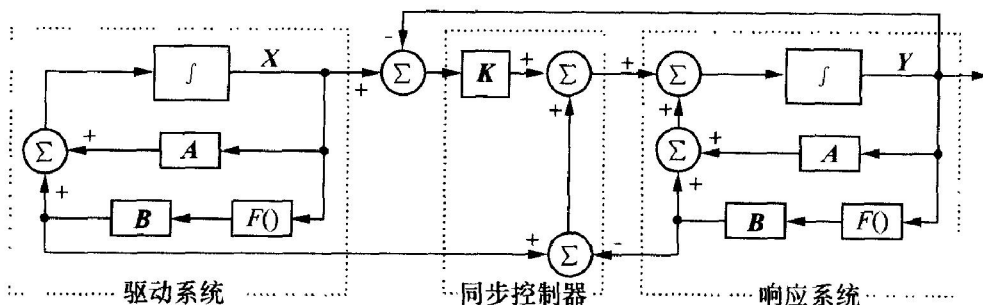 -
∫ X + Σ K + Σ + + Σ ∫ Y
+ +
Σ + A Σ + A
+ +
B F() + Σ - B F()
驱动系统 同步控制器 响应系统